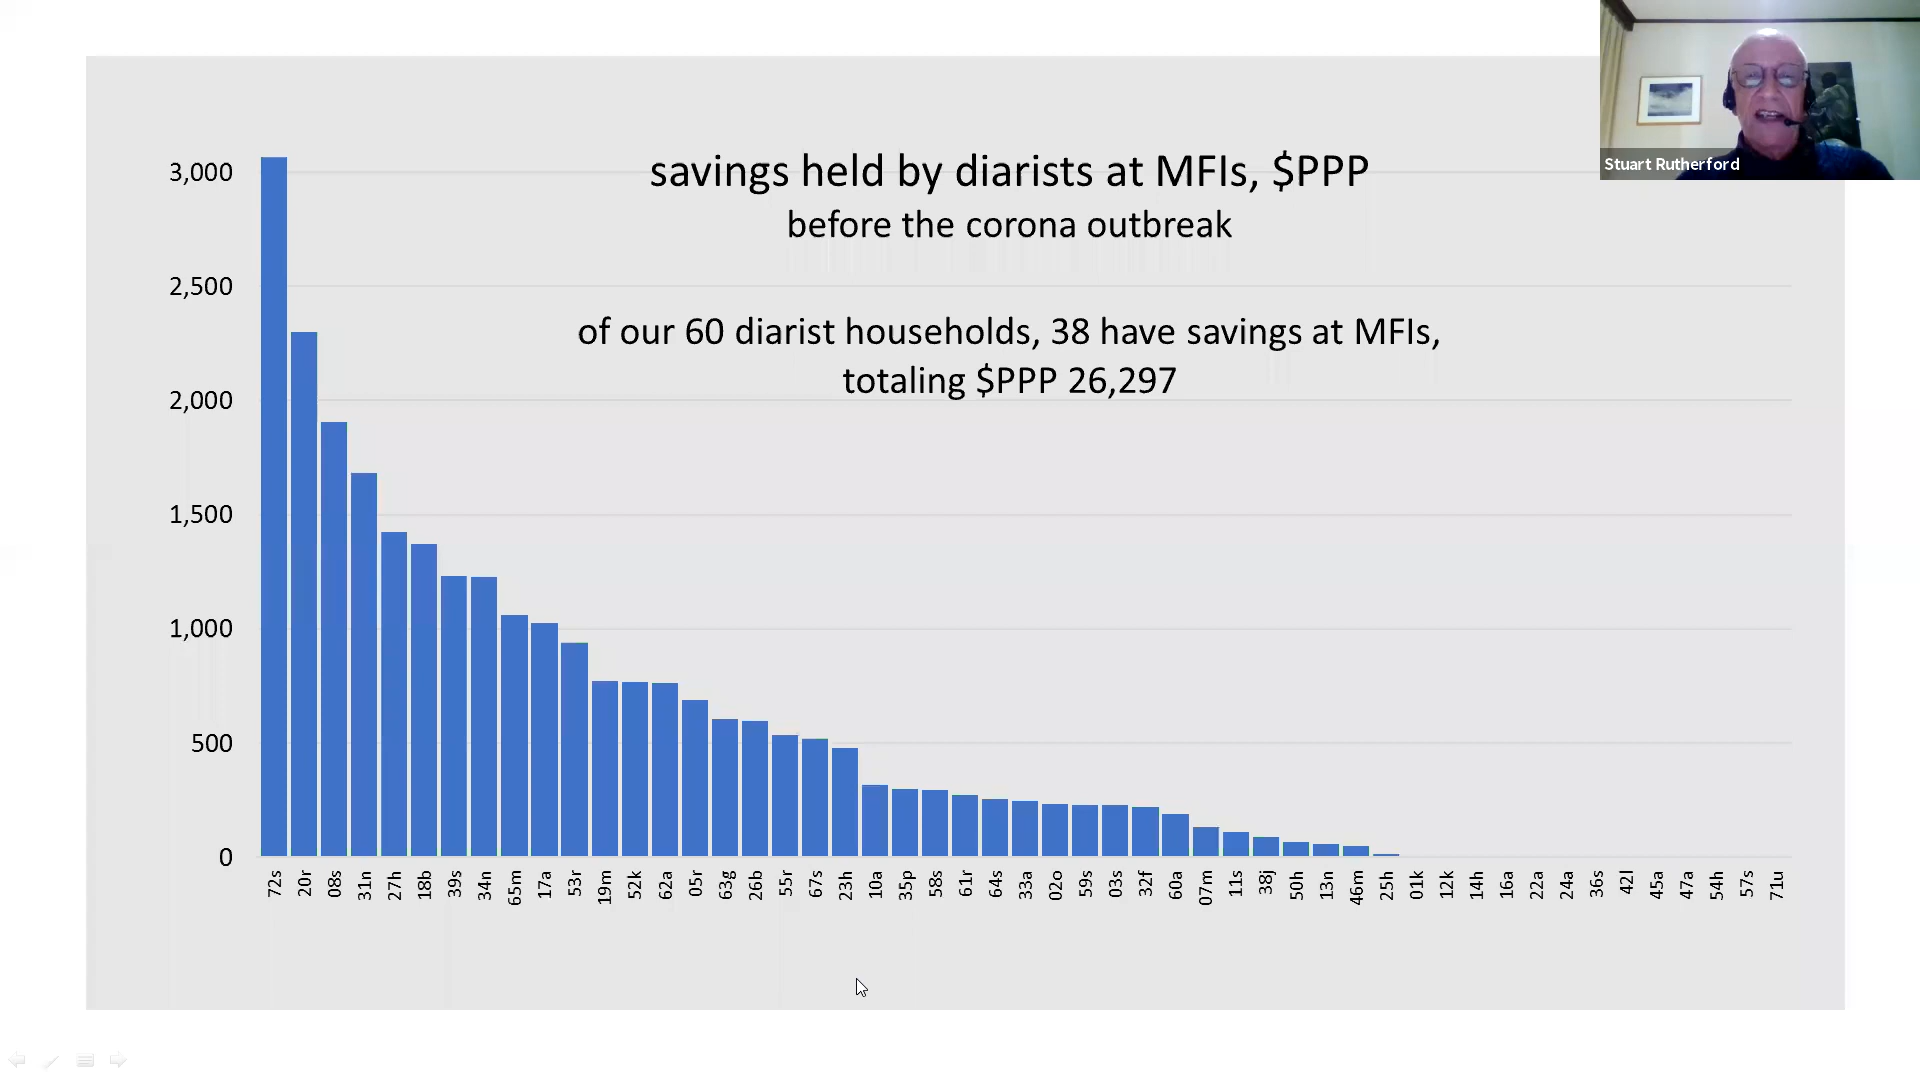 Stuart Rutherford
savings held by diarists at MFIs, $PPP
before the corona outbreak
of our 60 diarist households, 38 have savings at MFIs,
totaling $PPP 26,297
3,000
2,500
2,000
1,500
1,000
500
0
72s 20r 08s 31n 27h 18b 39s 34n 65m 17a 53r 19m 52k 62a 05r 63g 26b 55r 67s 23h 10a 35p 58s 61r 64s 33a 02o 59s 03s 32f 60a 07m 11s 38j 50h 13n 46m 25h 01k 12k 14h 16a 22a 24a 36s 42l 45a 47a 54h 57s 71u